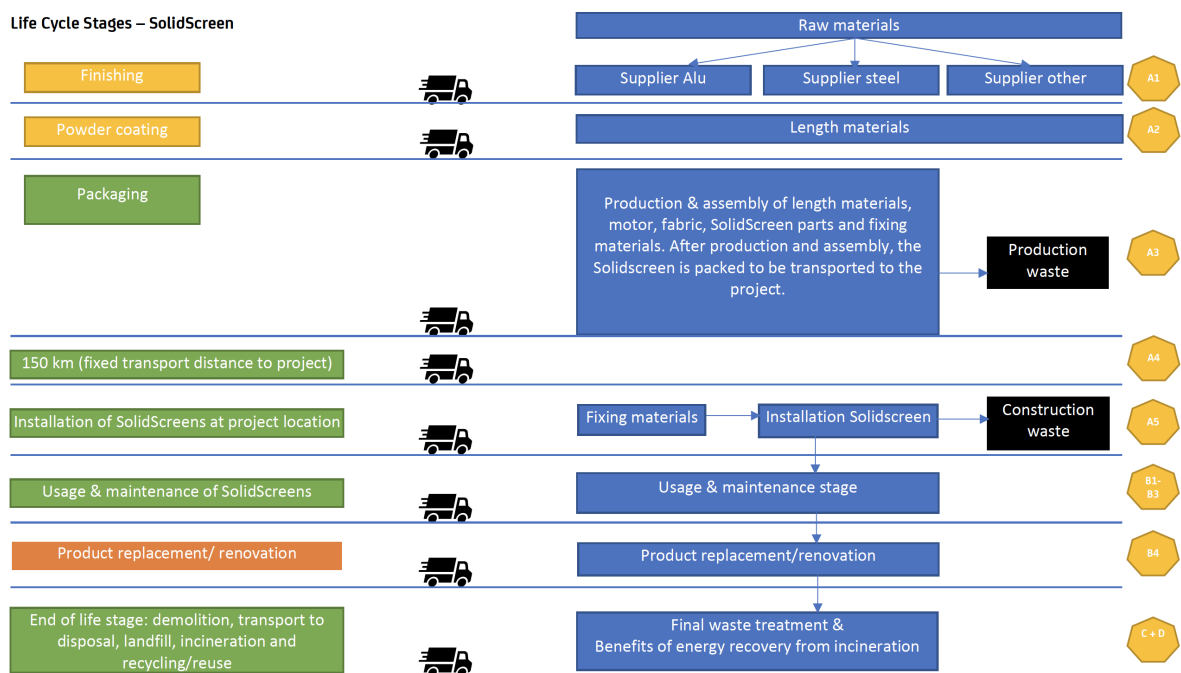 Life Cycle Stages – SolidScreen
Raw materials
Finishing
Supplier Alu
Supplier steel
Supplier other
A1
Powder coating
Length materials
A2
Packaging
Production & assembly of length materials,
motor, fabric, SolidScreen parts and fixing
materials. After production and assembly, the
Solidscreen is packed to be transported to the
project.
Production
waste
A3
150 km (fixed transport distance to project)
A4
Installation of SolidScreens at project location
Fixing materials
Installation Solidscreen
Construction
waste
A5
Usage & maintenance of SolidScreens
Usage & maintenance stage
B1-
B3
Product replacement/ renovation
Product replacement/renovation
B4
End of life stage: demolition, transport to
disposal, landfill, incineration and
recycling/reuse
Final waste treatment &
Benefits of energy recovery from incineration
C + D